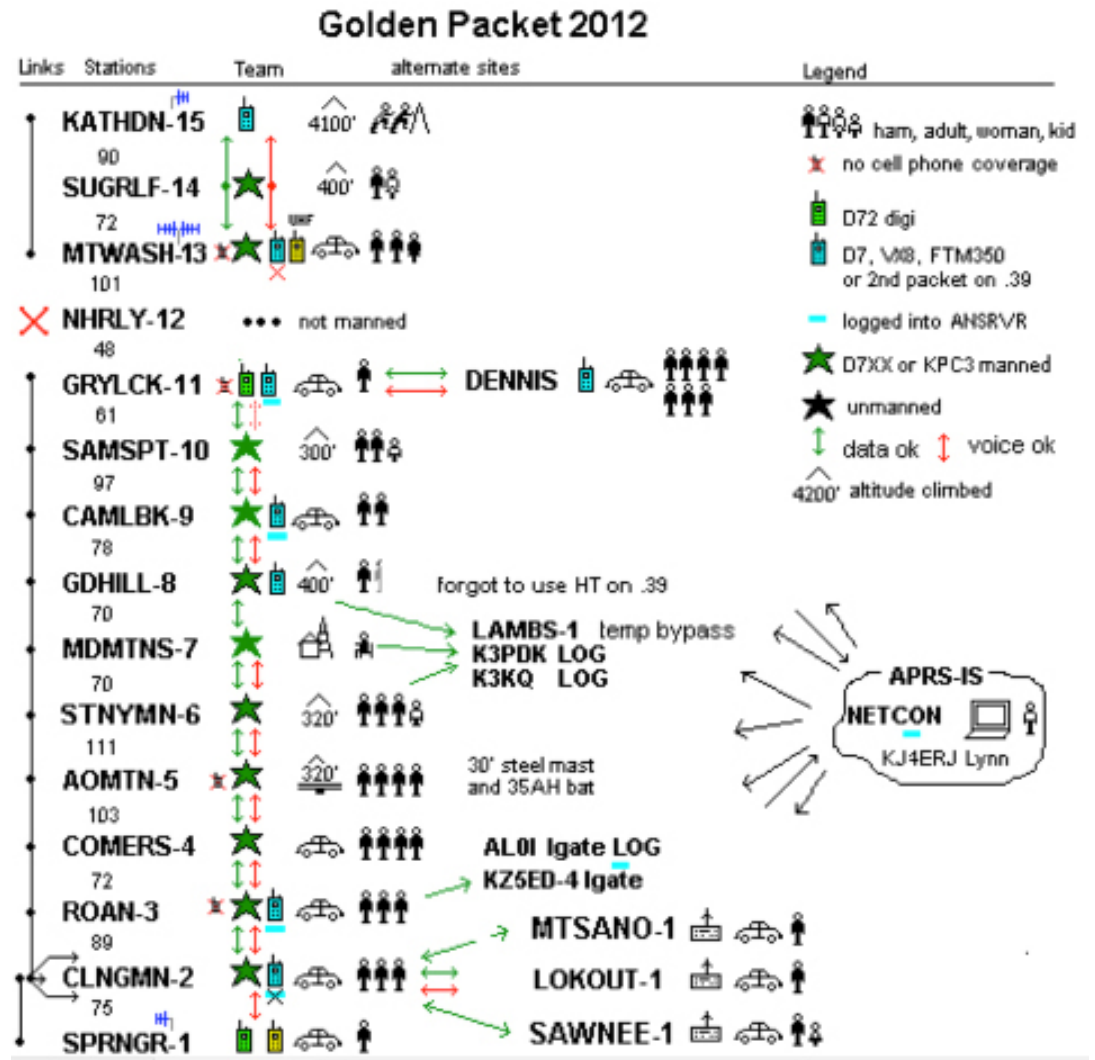 Golden Packet 2012
Links Stations Team alternate sites Legend
KATHDN-15 4100'
ham, adult, woman, kid
90
no cell phone coverage
SUGRLF-14 400'
D72 digi
72
UHF
MTWASH-13
D7, VX8, FTM350
or 2nd packet on .39
101
NHRLY-12 ••• not manned
logged into ANSRVR
48
D7XX or KPC3 manned
GRYLCK-11 DENNIS
unmanned
61
SAMSPT-10 300'
data ok voice ok
97
4200' altitude climbed
CAMLBK-9
78
GDHILL-8 400' forgot to use HT on .39
70
LAMBS-1 temp bypass
MDMTNS-7 K3PDK LOG
K3KQ LOG
70
APRS-IS
STNYMN-6 320'
NETCON
111
KJ4ERJ Lynn
AOMTN-5 320' 30' steel mast
and 35AH bat
103
COMERS-4 AL0I Igate LOG
72
KZ5ED-4 Igate
ROAN-3
89
MTSANO-1
CLNGMN-2 LOKOUT-1
75
SPRNGR-1 SAWNEE-1